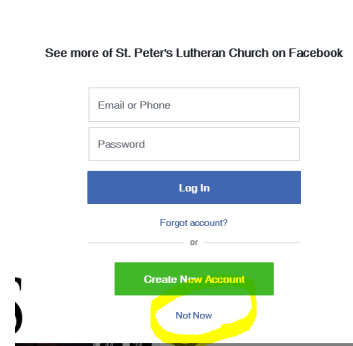 See more of St. Peter's Lutheran Church on Facebook
Email or Phone
Password
Log In
Forgot account?
or
Create New Account
Not Now